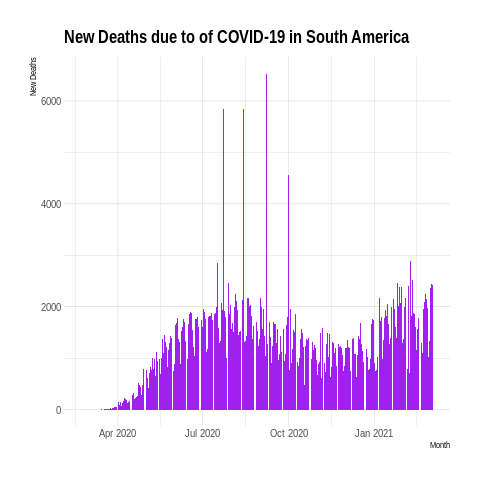 New Deaths due to of COVID-19 in South America
New Deaths
6000
4000
2000
0
Apr 2020
Jul 2020
Oct 2020
Jan 2021
Month